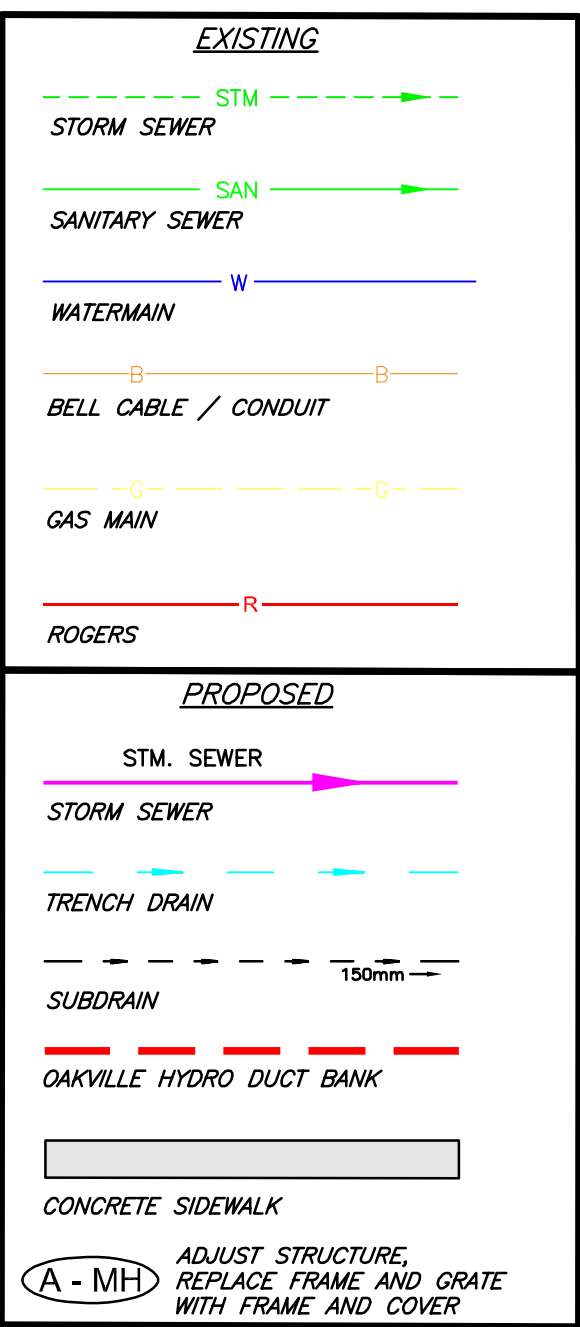 EXISTING
STM
STORM SEWER
SAN
SANITARY SEWER
W
WATERMAIN
B B
BELL CABLE / CONDUIT
G G
GAS MAIN
R
ROGERS
PROPOSED
STM. SEWER
STORM SEWER
TRENCH DRAIN
150mm
SUBDRAIN
OAKVILLE HYDRO DUCT BANK
CONCRETE SIDEWALK
A - MH
ADJUST STRUCTURE,
REPLACE FRAME AND GRATE
WITH FRAME AND COVER